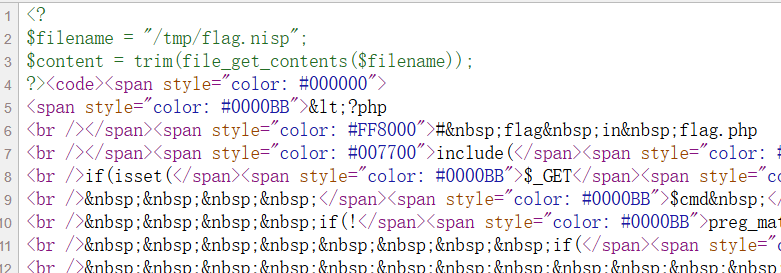 1 <?
2 $filename = "/tmp/flag.nisp";
3 $content = trim(file_get_contents($filename));
4 ?><code><span style="color: #000000">
5 <span style="color: #0000BB">&lt;?php
6 <br /></span><span style="color: #FF8000">#&nbsp;flag&nbsp;in&nbsp;flag.php
7 <br /></span><span style="color: #007700">include(</span><span style="color: #
8 <br />if(isset(</span><span style="color: #0000BB">$_GET</span><span style="co
9 <br />&nbsp;&nbsp;&nbsp;&nbsp;</span><span style="color: #0000BB">$cmd&nbsp;</
10 <br />&nbsp;&nbsp;&nbsp;&nbsp;if(!</span><span style="color: #0000BB">preg_mat
11 <br />&nbsp;&nbsp;&nbsp;&nbsp;&nbsp;&nbsp;&nbsp;&nbsp;if(</span><span style="c
12 <br />&nbsp;&nbsp;&nbsp;&nbsp;&nbsp;&nbsp;&nbsp;&nbsp;&nbsp;&nbsp;&nbsp;&nbsp